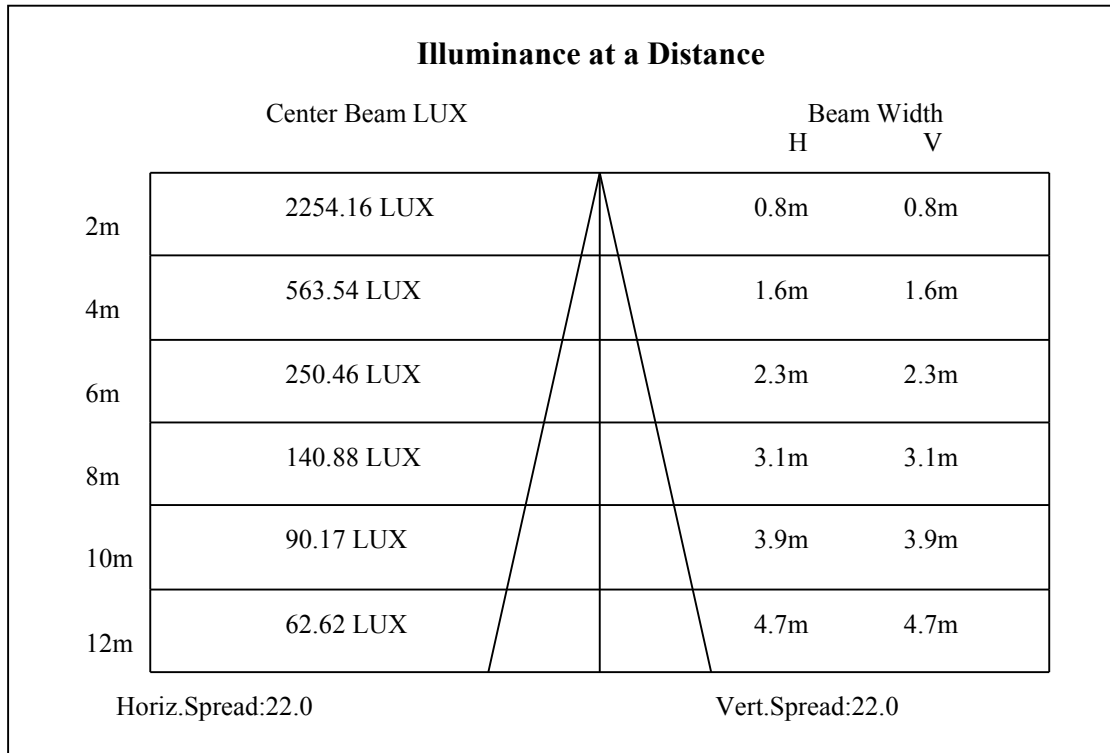 Illuminance at a Distance
Center Beam LUX Beam Width
H V
2m 2254.16 LUX 0.8m 0.8m
4m 563.54 LUX 1.6m 1.6m
6m 250.46 LUX 2.3m 2.3m
8m 140.88 LUX 3.1m 3.1m
10m 90.17 LUX 3.9m 3.9m
12m 62.62 LUX 4.7m 4.7m
Horiz.Spread:22.0 Vert.Spread:22.0